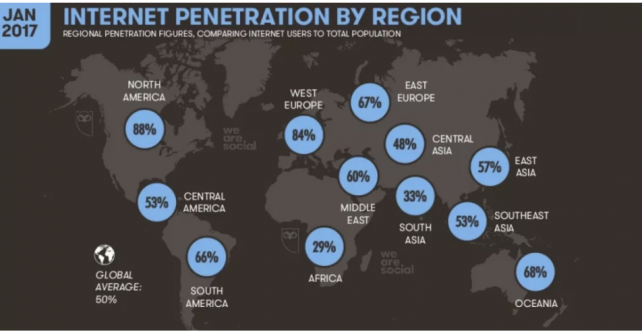 JAN
2017
INTERNET PENETRATION BY REGION
REGIONAL PENETRATION FIGURES, COMPARING INTERNET USERS TO TOTAL POPULATION
NORTH
AMERICA
88%
WEST
EUROPE
84%
EAST
EUROPE
67%
CENTRAL
ASIA
48%
EAST
ASIA
57%
we
are
social
60%
MIDDLE
EAST
33%
SOUTH
ASIA
53%
CENTRAL
AMERICA
53%
SOUTHEAST
ASIA
29%
AFRICA
we
are
social
66%
SOUTH
AMERICA
68%
OCEANIA
GLOBAL
AVERAGE:
50%